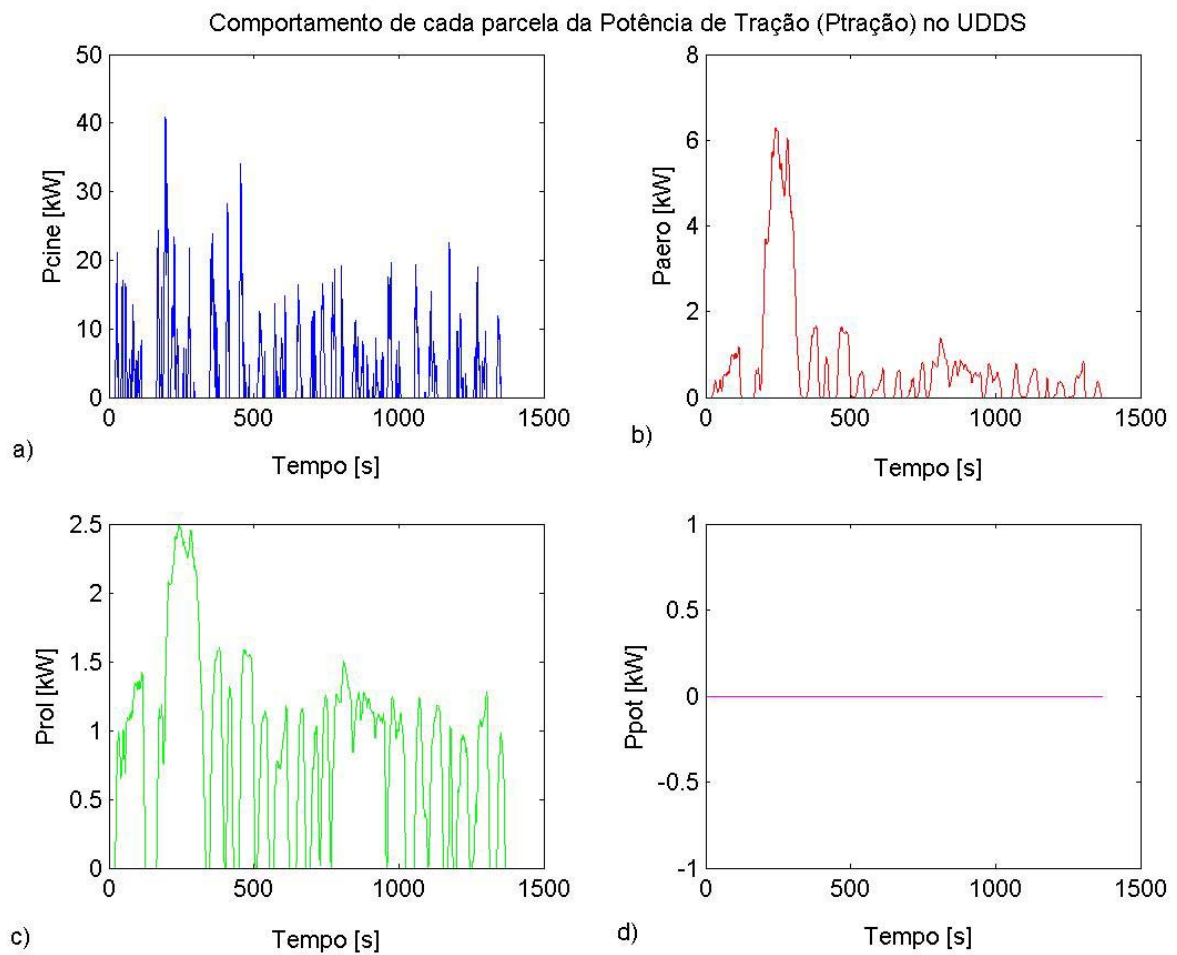 Comportamento de cada parcela da Potência de Tração (Ptração) no UDDS
50
40
30
20
10
0
Pcine [kW]
0 500 1000 1500
a)
Tempo [s]
8
6
4
2
0
Paero [kW]
0 500 1000 1500
b)
Tempo [s]
2.5
2
1.5
1
0.5
0
Prol [kW]
0 500 1000 1500
c)
Tempo [s]
1
0.5
0
-0.5
-1
Ppot [kW]
0 500 1000 1500
d)
Tempo [s]